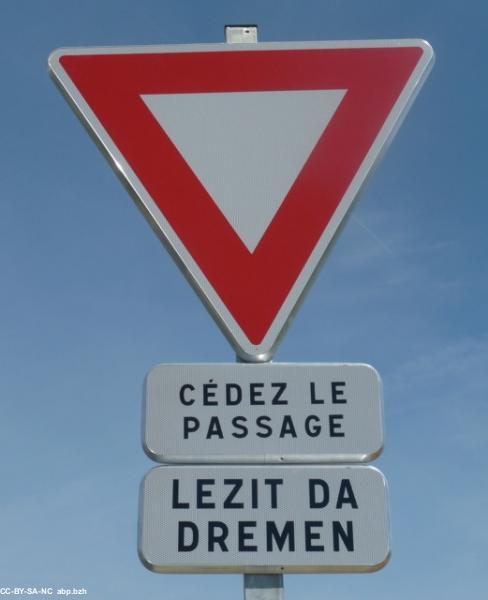 CÉDEZ LE
PASSAGE
LEZIT DA
DREMEN
CC-BY-SA-NC abp.bzh